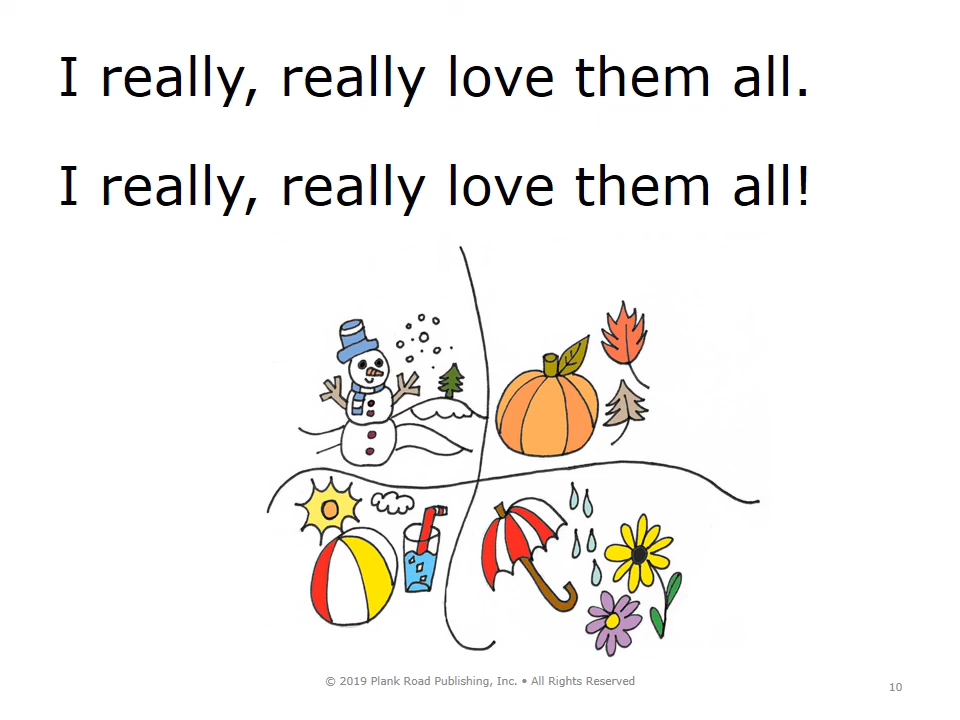 I really, really love them all.
I really, really love them all!
© 2019 Plank Road Publishing, Inc. • All Rights Reserved
10